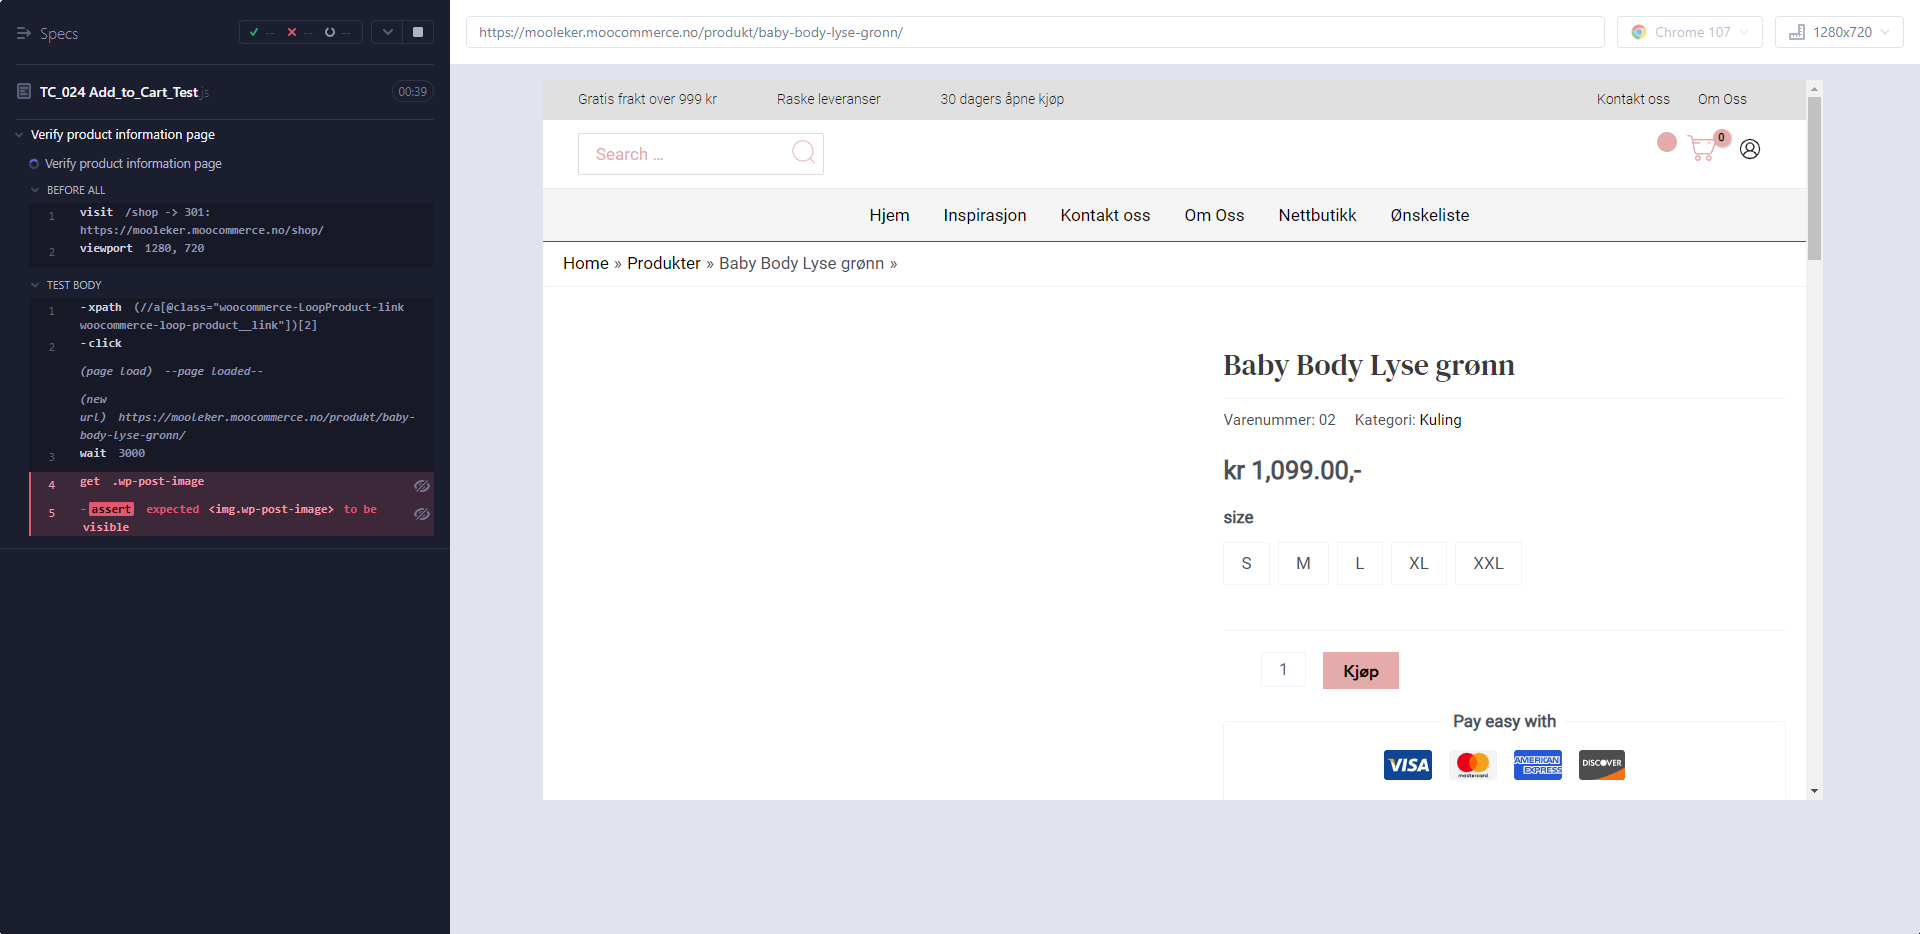 Specs
-- -- --
TC_024 Add_to_Cart_Test.js 00:39
Verify product information page
Verify product information page
BEFORE ALL
1 visit /shop -> 301:
https://mooleker.moocommerce.no/shop/
2 viewport 1280, 720
TEST BODY
1 -xpath (//a[@class="woocommerce-LoopProduct-link
woocommerce-loop-product__link"])[2]
2 -click
(page load) --page loaded--
(new
url) https://mooleker.moocommerce.no/produkt/baby-
body-lyse-gronn/
3 wait 3000
4 get .wp-post-image
5 -assert expected <img.wp-post-image> to be
visible
https://mooleker.moocommerce.no/produkt/baby-body-lyse-gronn/
Chrome 107
1280x720
Gratis frakt over 999 kr Raske leveranser 30 dagers åpne kjøp Kontakt oss Om Oss
Search ...
0
Hjem Inspirasjon Kontakt oss Om Oss Nettbutikk Ønskeliste
Home » Produkter » Baby Body Lyse grønn »
Baby Body Lyse grønn
Varenummer: 02 Kategori: Kuling
kr 1,099.00,-
size
S M L XL XXL
1 Kjøp
Pay easy with
VISA mastercard AMERICAN EXPRESS DISCOVER